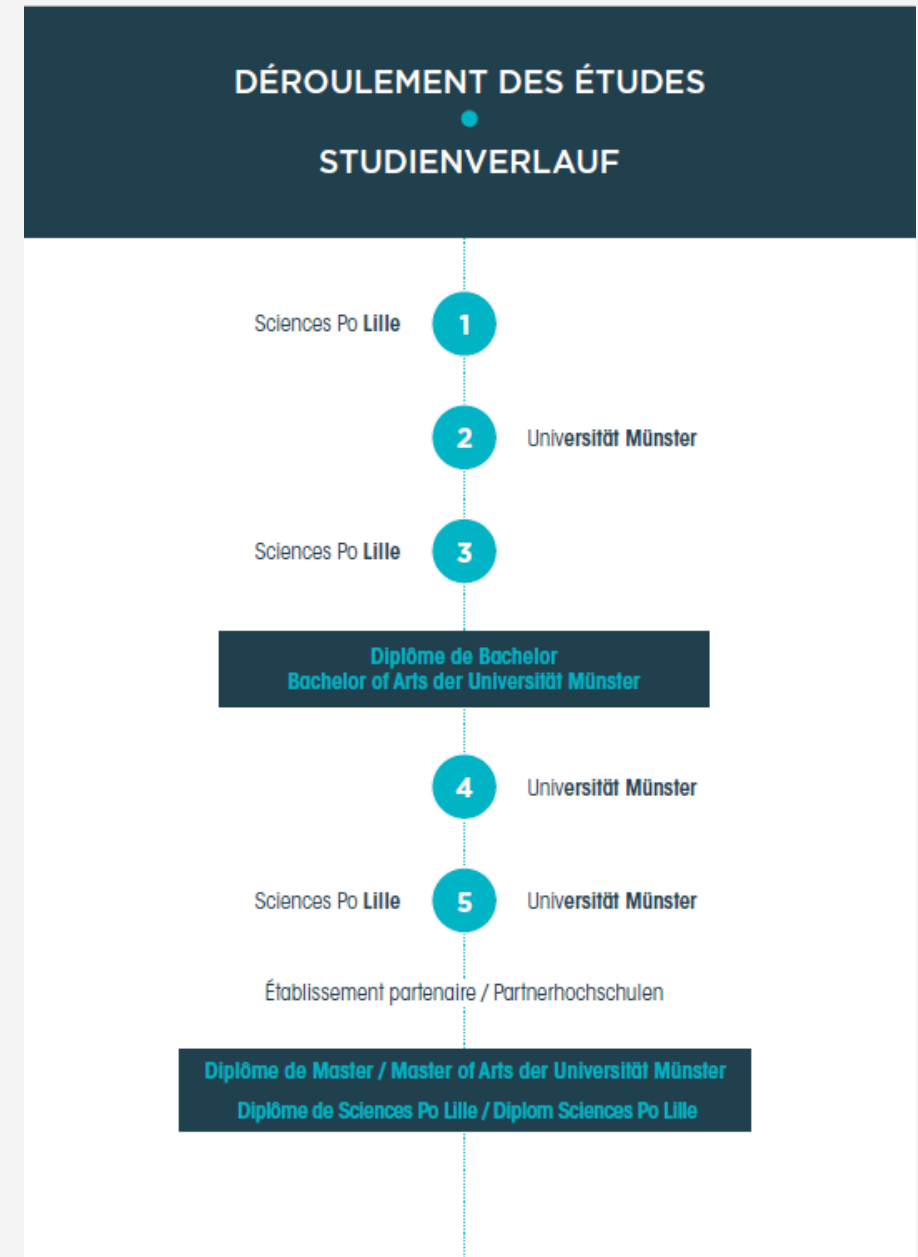 DÉROULEMENT DES ÉTUDES
STUDIENVERLAUF
Sciences Po Lille 1
2 Universität Münster
Sciences Po Lille 3
Diplôme de Bachelor
Bachelor of Arts der Universität Münster
4 Universität Münster
Sciences Po Lille 5 Universität Münster
Établissement partenaire / Partnerhochschulen
Diplôme de Master / Master of Arts der Universität Münster
Diplôme de Sciences Po Lille / Diplom Sciences Po Lille